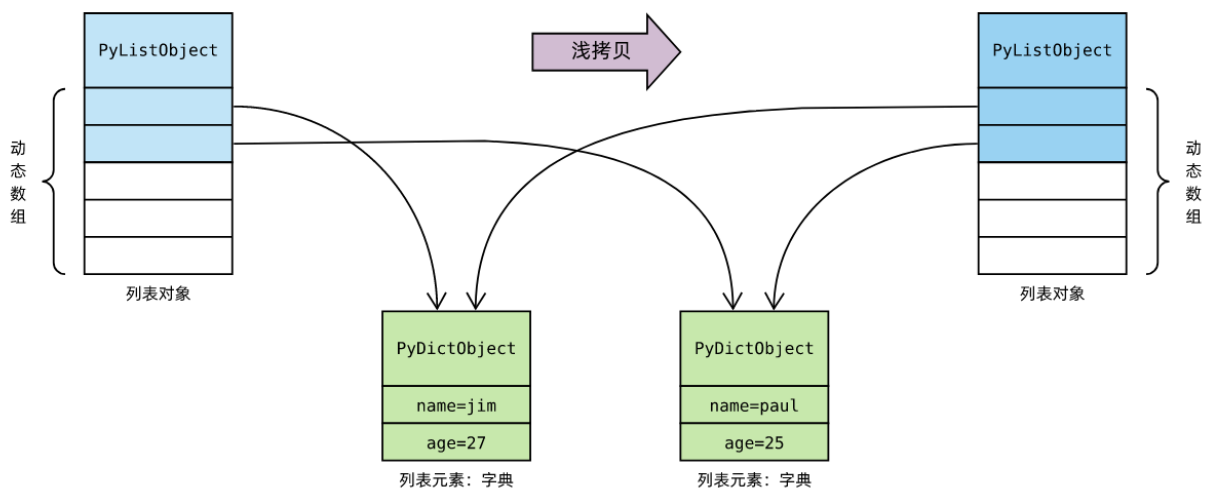 PyListObject
浅拷贝
PyListObject
动态数组
动态数组
列表对象
列表对象
PyDictObject
PyDictObject
name=jim
name=paul
age=27
age=25
列表元素：字典
列表元素：字典